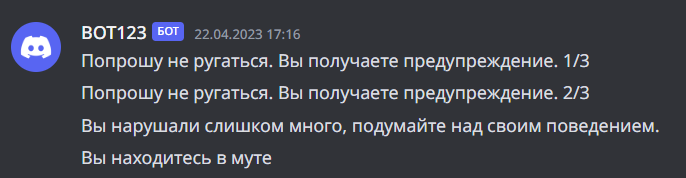 BOT123 БОТ 22.04.2023 17:16
Попрошу не ругаться. Вы получаете предупреждение. 1/3
Попрошу не ругаться. Вы получаете предупреждение. 2/3
Вы нарушали слишком много, подумайте над своим поведением.
Вы находитесь в муте